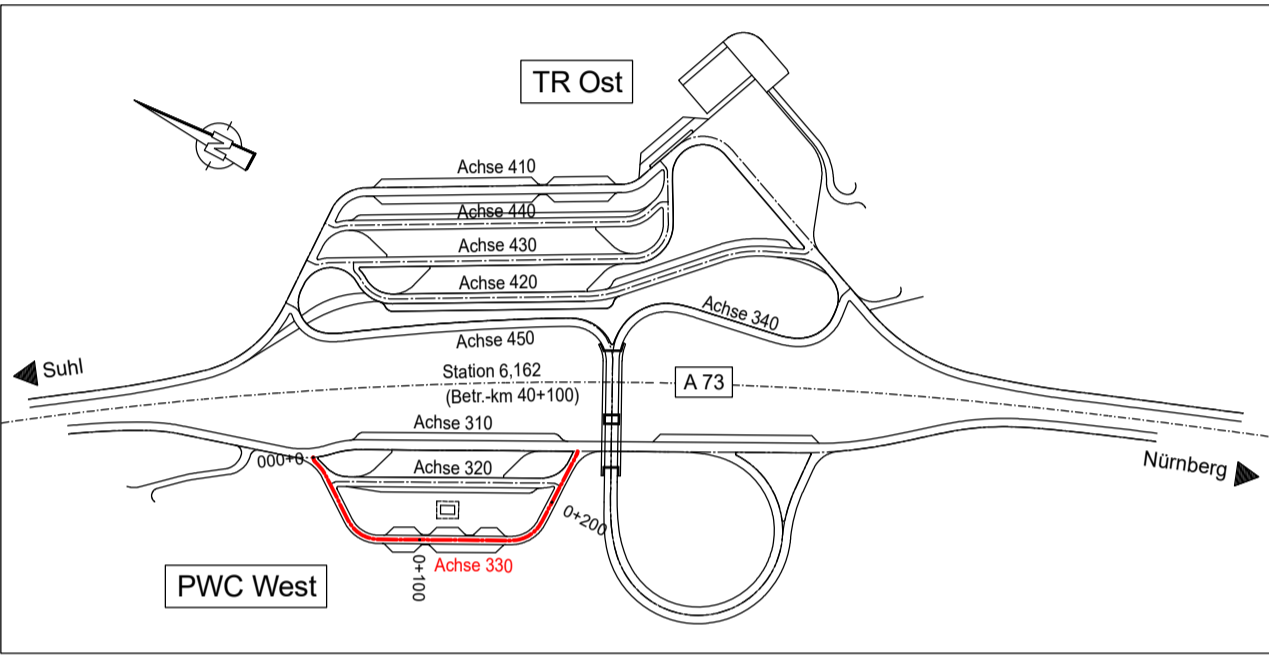 TR Ost
N
Achse 410
Achse 440
Achse 430
Achse 420
Achse 340
Achse 450
Suhl
Station 6,162
(Betr.-km 40+100)
A 73
Achse 310
0+000
Achse 320
Nürnberg
0+200
0+100
Achse 330
PWC West